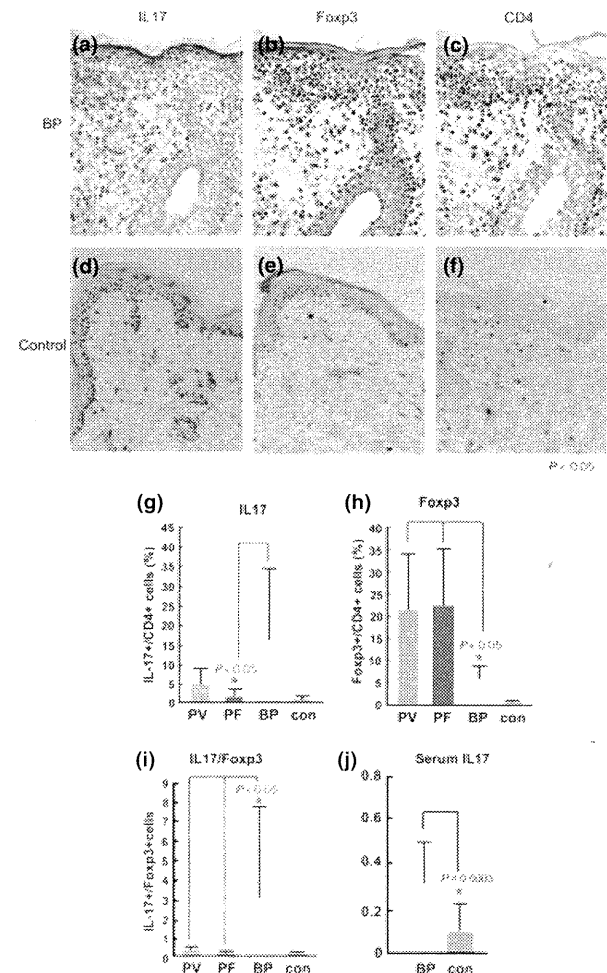 IL17 Foxp3 CD4
(a) (b) (c)
BP
(d) (e) (f)
Control
P< 0.05
(g) IL17
IL-17+/CD4+ cells (%)
45
40
35
30
25
20
15
10
5
0
P< 0.05
*
PV PF BP con
(h) Foxp3
Foxp3+/CD4+ cells (%)
40
35
30
25
20
15
10
5
0
P< 0.05
*
PV PF BP con
(i) IL17/Foxp3
IL-17+/Foxp3+cells
9
8
7
6
5
4
3
2
1
0
P< 0.05
*
PV PF BP con
(j) Serum IL17
0.8
0.6
0.4
0.2
0
*
BP con